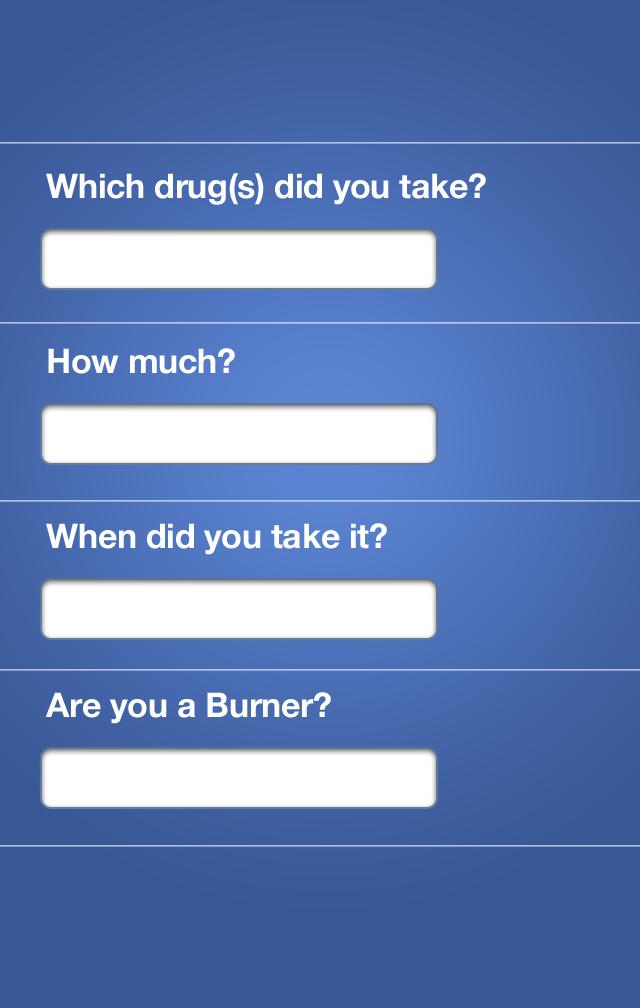 Which drug(s) did you take?
How much?
When did you take it?
Are you a Burner?